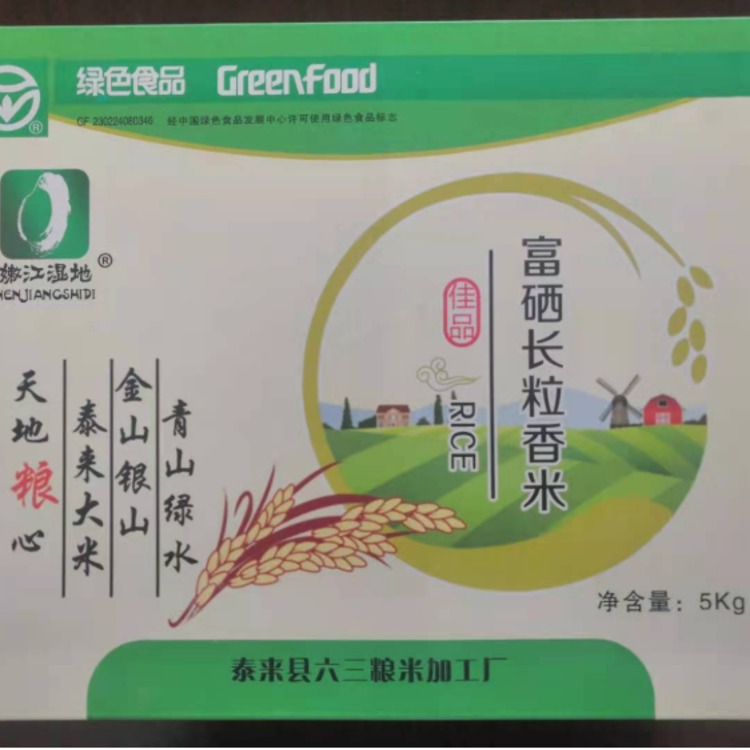 绿色食品 GreenFood
GF 230224080346 经中国绿色食品发展中心许可使用绿色食品标志
嫩江湿地®
NENJIANGSHIDI
富硒长粒香米
佳品
RICE
青山绿水
金山银山
泰来大米
天地粮心
净含量：5Kg
泰来县六三粮米加工厂